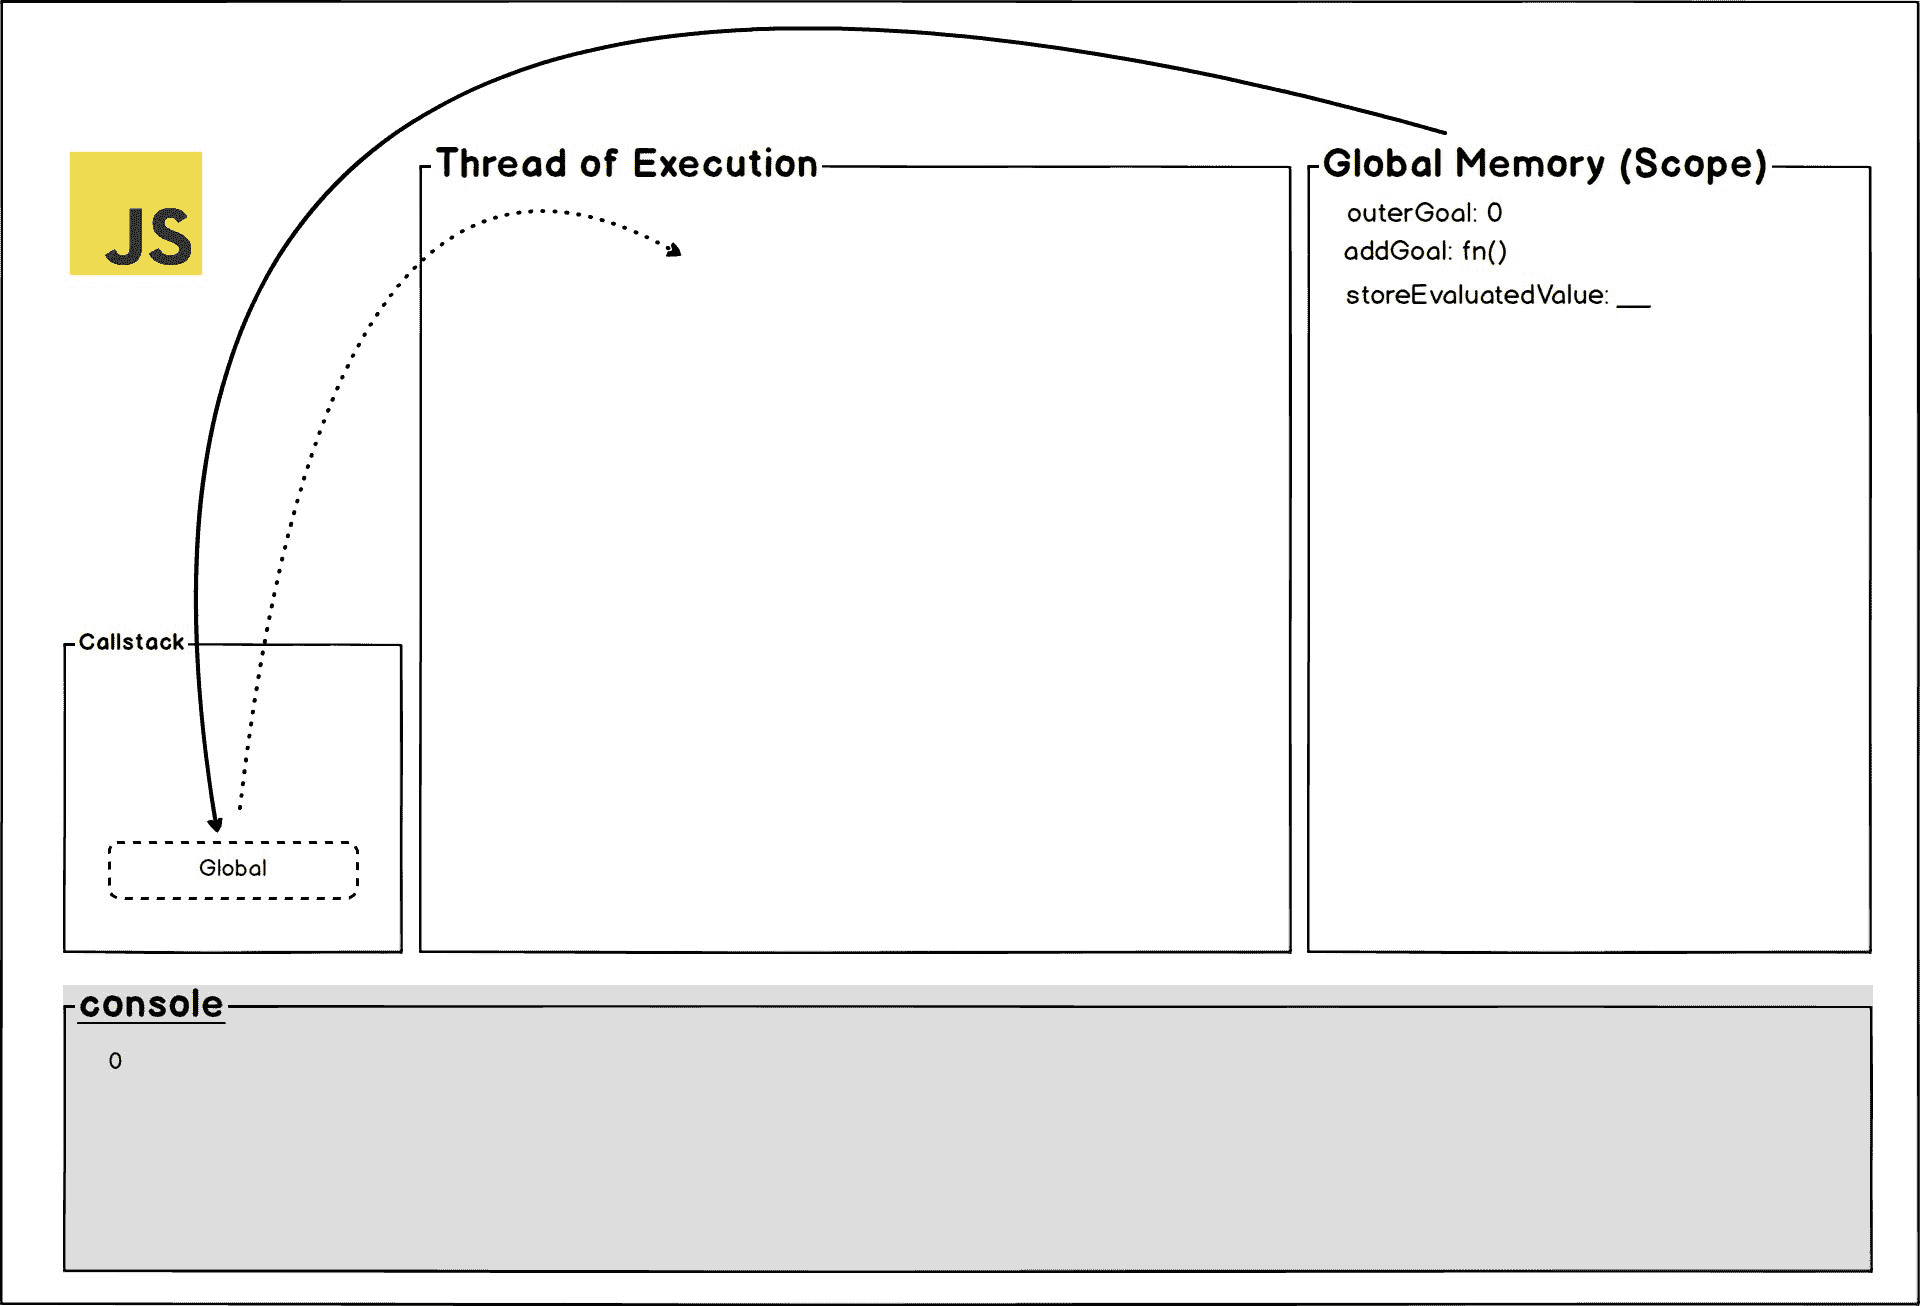 JS
Thread of Execution
Global Memory (Scope)
outerGoal: 0
addGoal: fn()
storeEvaluatedValue: __
Callstack
Global
console
0